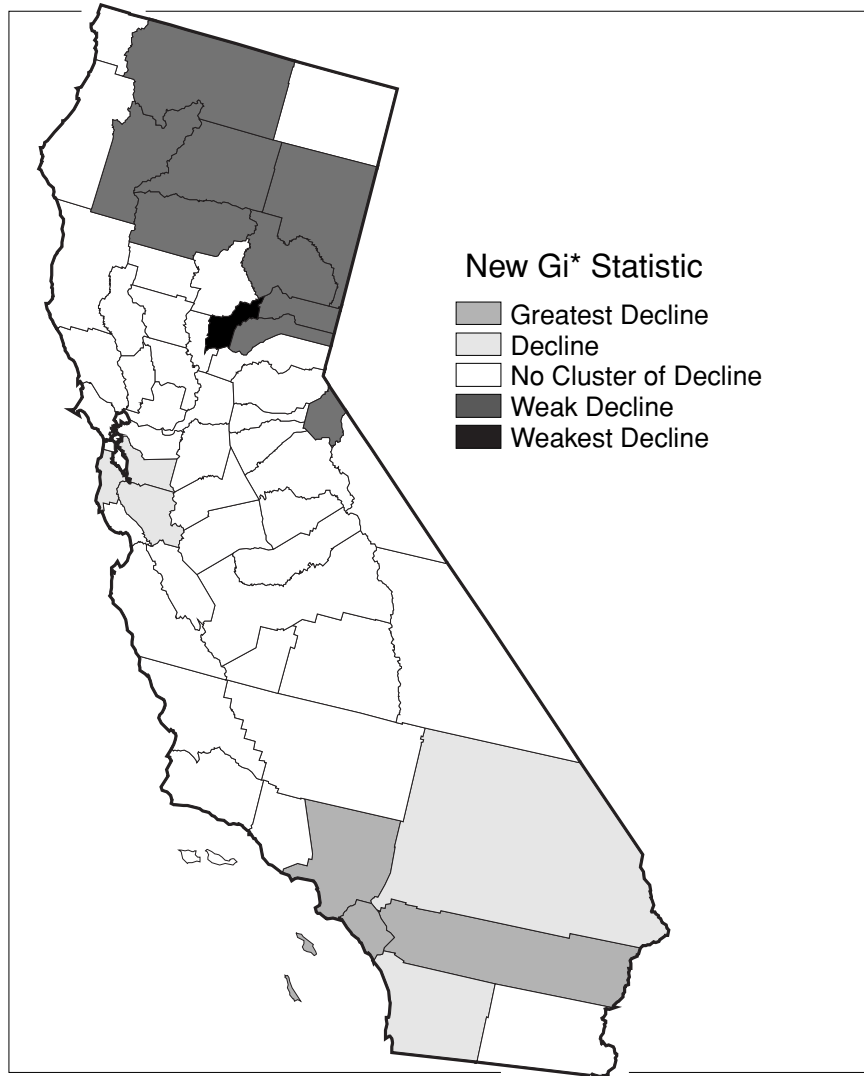 New Gi* Statistic
Greatest Decline
Decline
No Cluster of Decline
Weak Decline
Weakest Decline